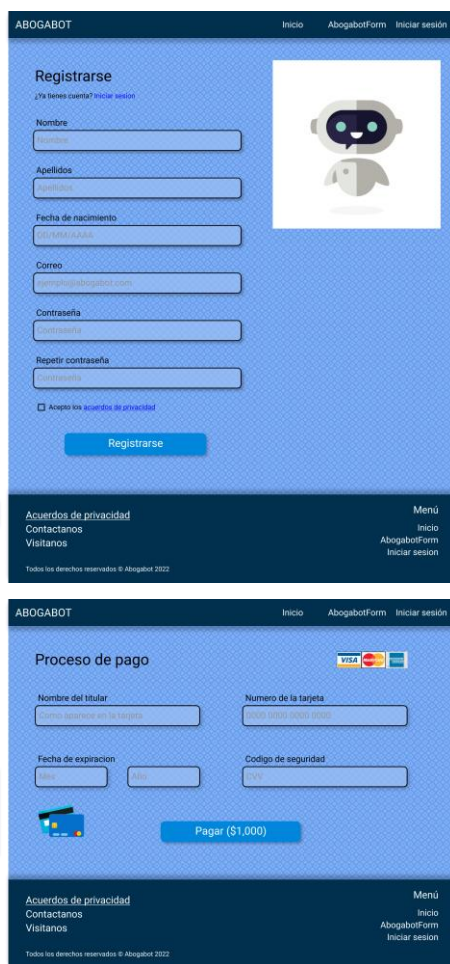 ABOGABOT Inicio AbogabotForm Iniciar sesión
Registrarse
¿Ya tienes cuenta? Iniciar sesion
Nombre
Nombre
Apellidos
Apellidos
Fecha de nacimiento
DD/MM/AAAA
Correo
ejemplo@abogabot.com
Contraseña
Contraseña
Repetir contraseña
Contraseña
Acepto los acuerdos de privacidad
Registrarse
Acuerdos de privacidad
Contactanos
Visitanos
Todos los derechos reservados © Abogabot 2022
Menú
Inicio
AbogabotForm
Iniciar sesion
ABOGABOT Inicio AbogabotForm Iniciar sesión
Proceso de pago
VISA MasterCard
Nombre del titular
Como aparece en la tarjeta
Numero de la tarjeta
0000 0000 0000 0000
Fecha de expiracion
Mes Año
Codigo de seguridad
CVV
Pagar ($1,000)
Acuerdos de privacidad
Contactanos
Visitanos
Todos los derechos reservados © Abogabot 2022
Menú
Inicio
AbogabotForm
Iniciar sesion